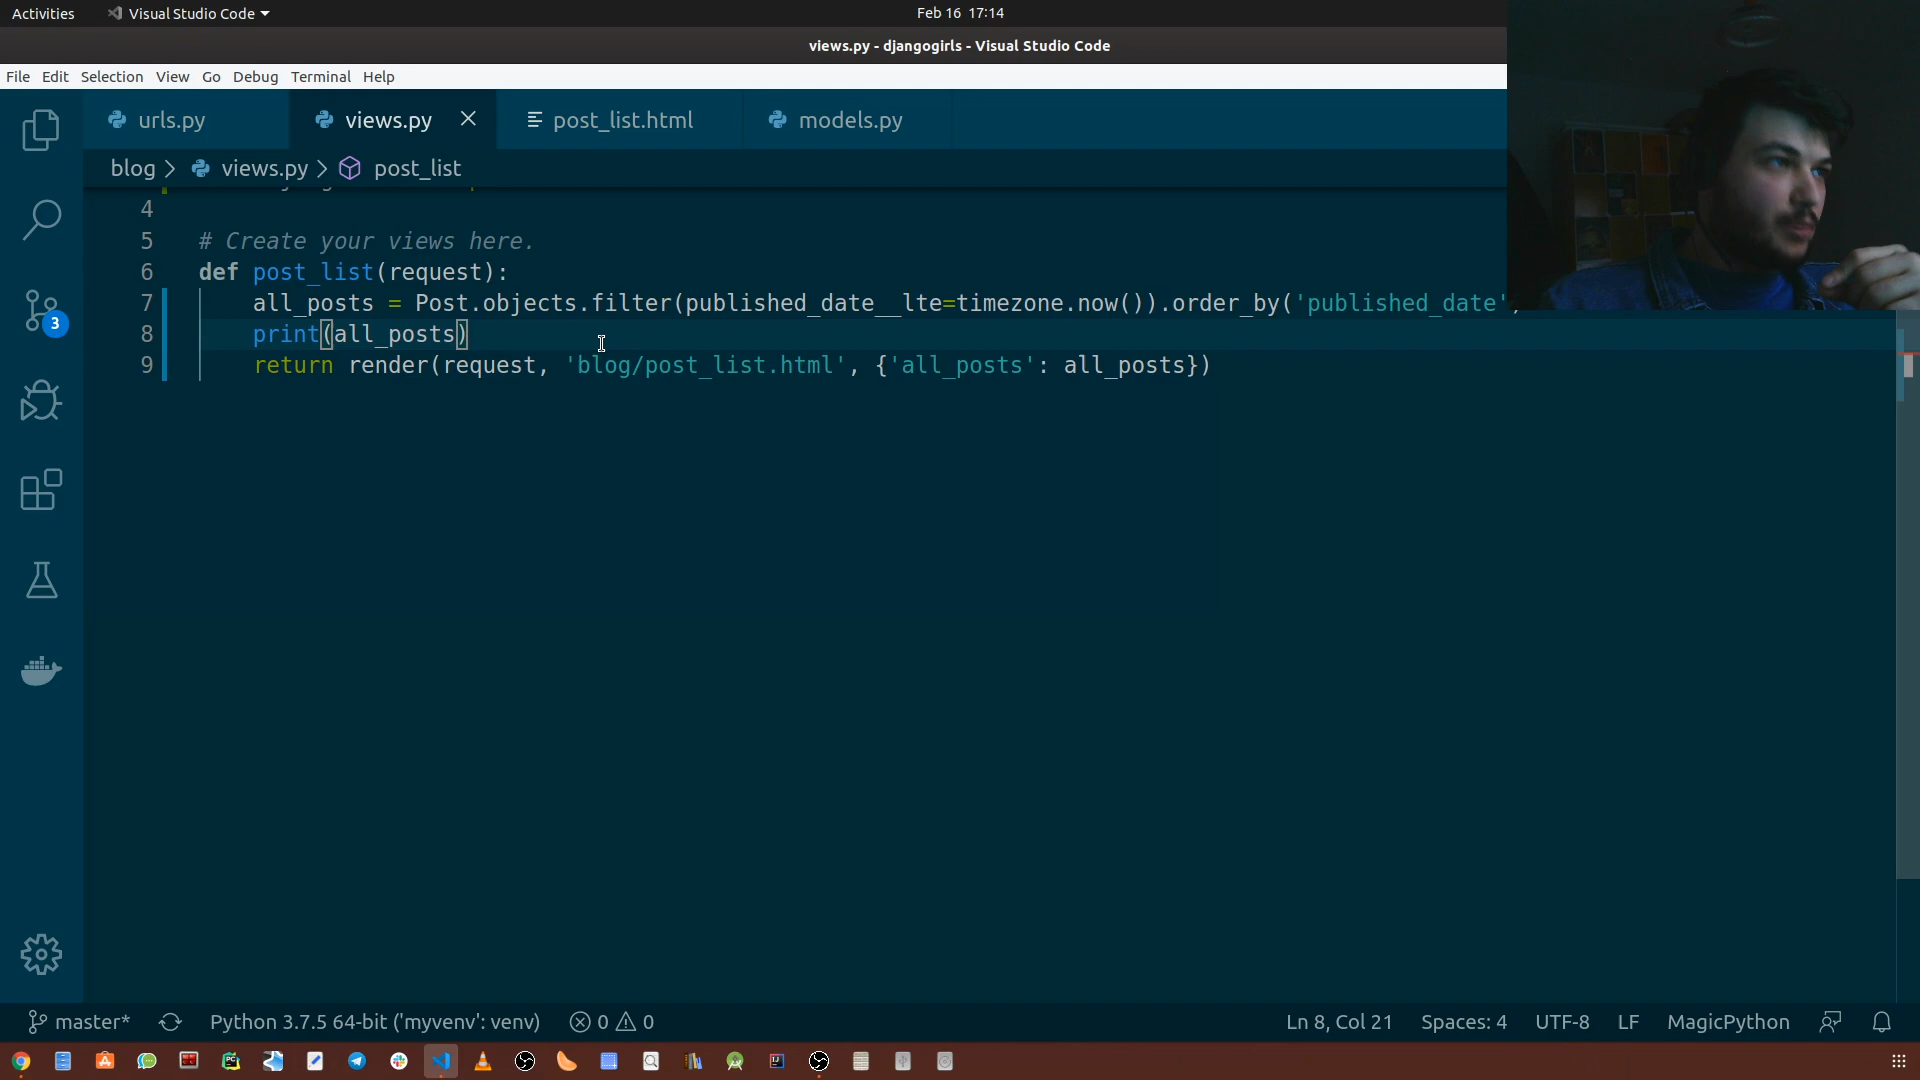 Activities
Visual Studio Code
Feb 16 17:14
views.py - djangogirls - Visual Studio Code
File Edit Selection View Go Debug Terminal Help
urls.py
views.py
post_list.html
models.py
blog > views.py > post_list
4
5 # Create your views here.
6 def post_list(request):
7 all_posts = Post.objects.filter(published_date__lte=timezone.now()).order_by('published_date'
8 print(all_posts)
9 return render(request, 'blog/post_list.html', {'all_posts': all_posts})
3
master*
Python 3.7.5 64-bit ('myvenv': venv)
0
0
Ln 8, Col 21
Spaces: 4
UTF-8
LF
MagicPython